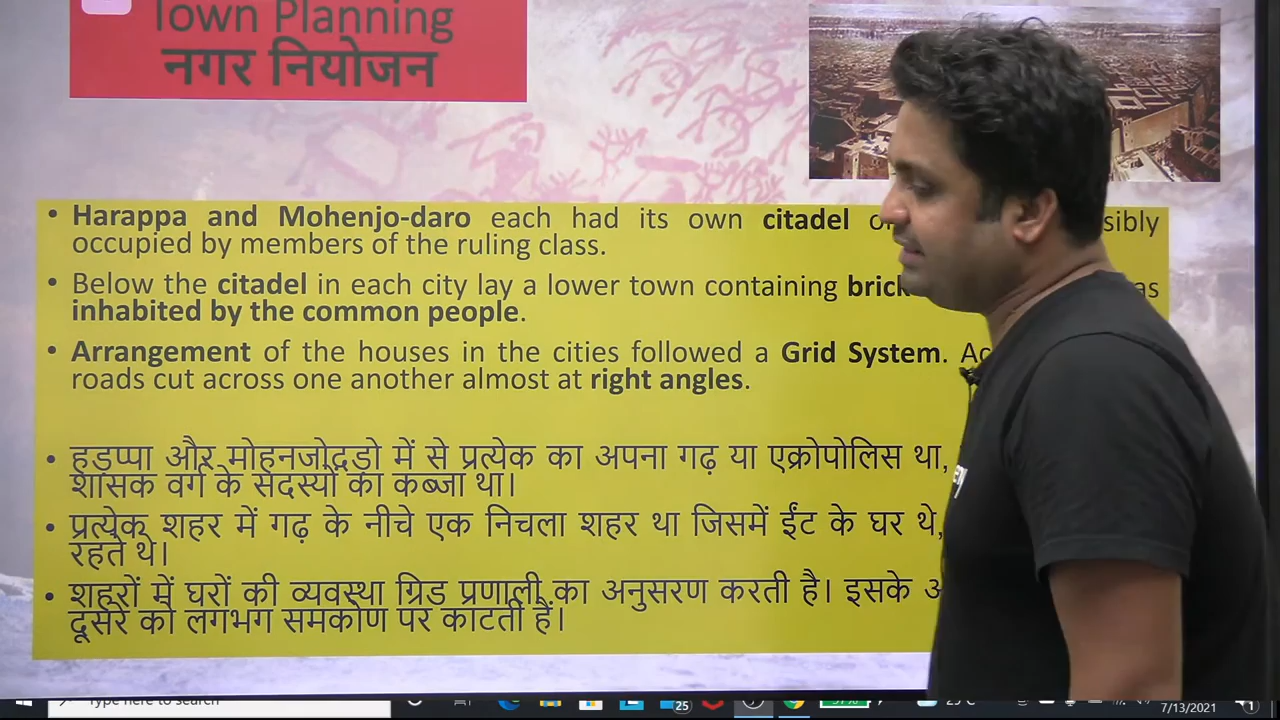 Town Planning
नगर नियोजन
• Harappa and Mohenjo-daro each had its own citadel
occupied by members of the ruling class.
• Below the citadel in each city lay a lower town containing
inhabited by the common people.
• Arrangement of the houses in the cities followed a Grid System.
roads cut across one another almost at right angles.
• हड़प्पा और मोहनजोदड़ो में से प्रत्येक का अपना गढ़ या एक्रोपोलिस था,
शासक वर्ग के सदस्यों का कब्जा था।
• प्रत्येक शहर में गढ़ के नीचे एक निचला शहर था जिसमें ईंट के घर थे,
रहते थे।
• शहरों में घरों की व्यवस्था ग्रिड प्रणाली का अनुसरण करती है। इसके
दूसरे को लगभग समकोण पर काटती हैं।
Type here to search
25
97%
25°C
7/13/2021
1